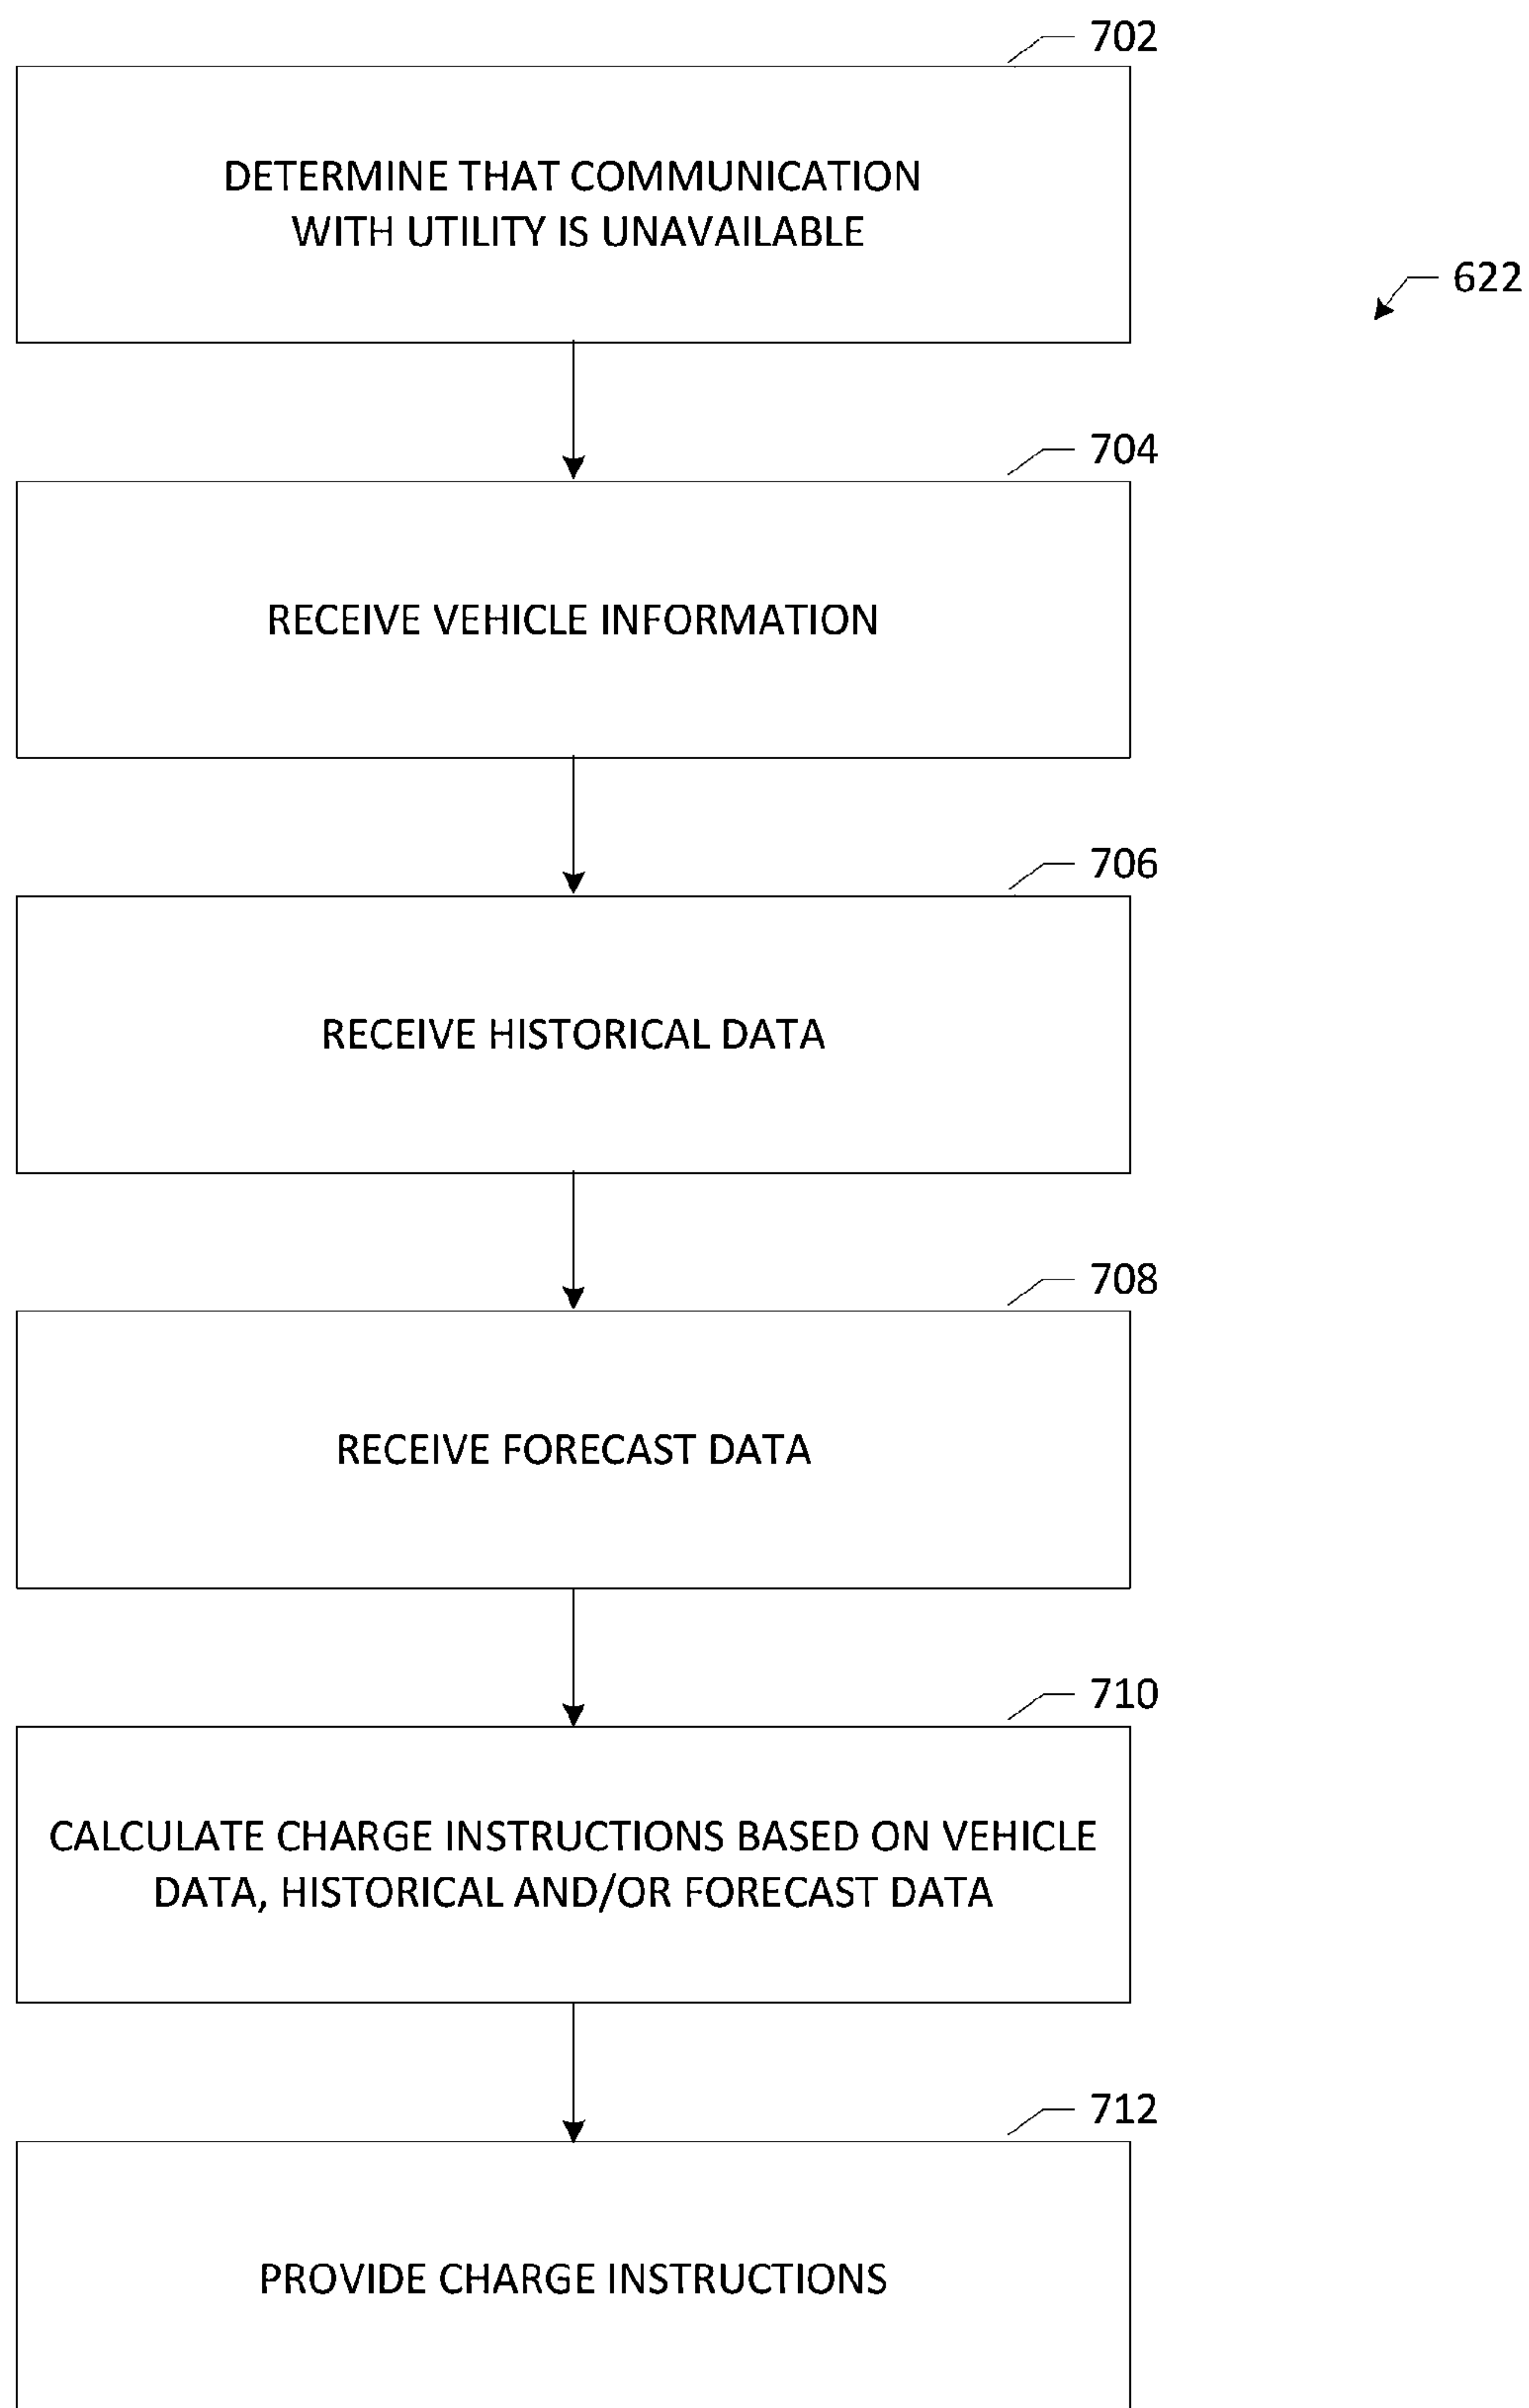 702
DETERMINE THAT COMMUNICATION
WITH UTILITY IS UNAVAILABLE
622
704
RECEIVE VEHICLE INFORMATION
706
RECEIVE HISTORICAL DATA
708
RECEIVE FORECAST DATA
710
CALCULATE CHARGE INSTRUCTIONS BASED ON VEHICLE
DATA, HISTORICAL AND/OR FORECAST DATA
712
PROVIDE CHARGE INSTRUCTIONS